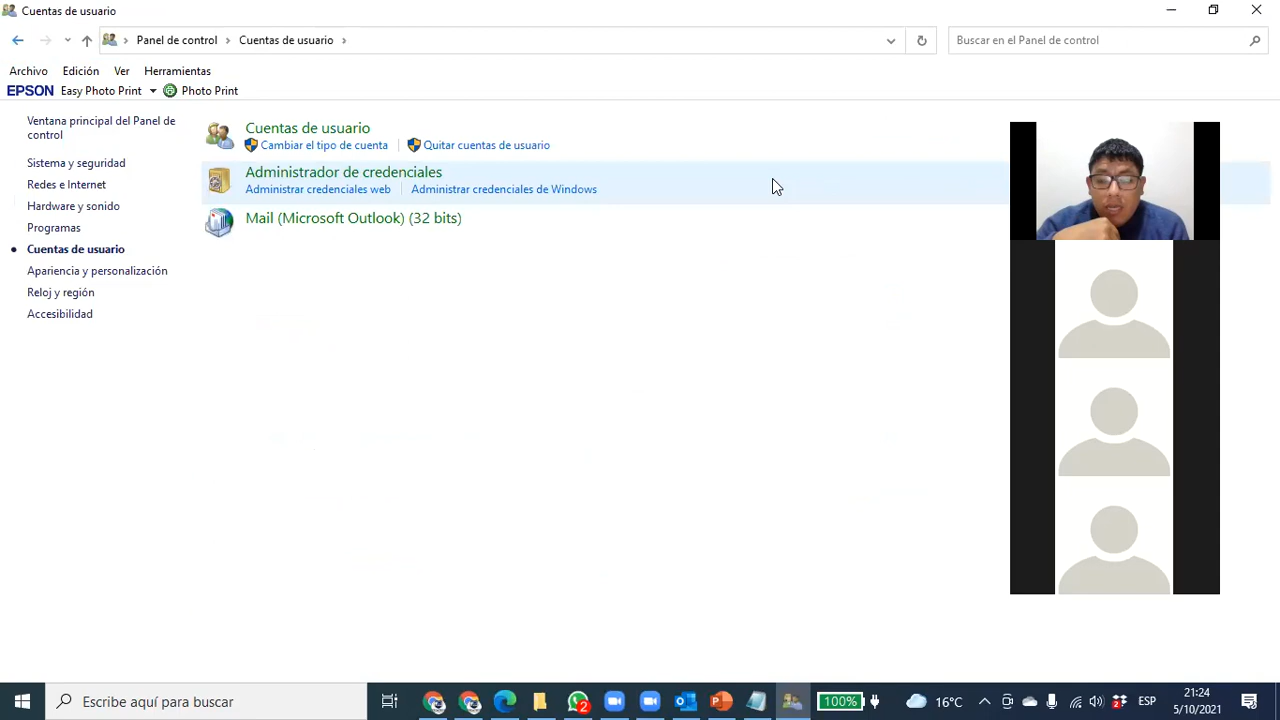 Cuentas de usuario
Panel de control
Cuentas de usuario
Buscar en el Panel de control
Archivo Edición Ver Herramientas
EPSON Easy Photo Print Photo Print
Ventana principal del Panel de
control
Sistema y seguridad
Redes e Internet
Hardware y sonido
Programas
Cuentas de usuario
Apariencia y personalización
Reloj y región
Accesibilidad
Cuentas de usuario
Cambiar el tipo de cuenta Quitar cuentas de usuario
Administrador de credenciales
Administrar credenciales web Administrar credenciales de Windows
Mail (Microsoft Outlook) (32 bits)
Escribe aquí para buscar
2
100%
16°C
ESP
21:24
5/10/2021